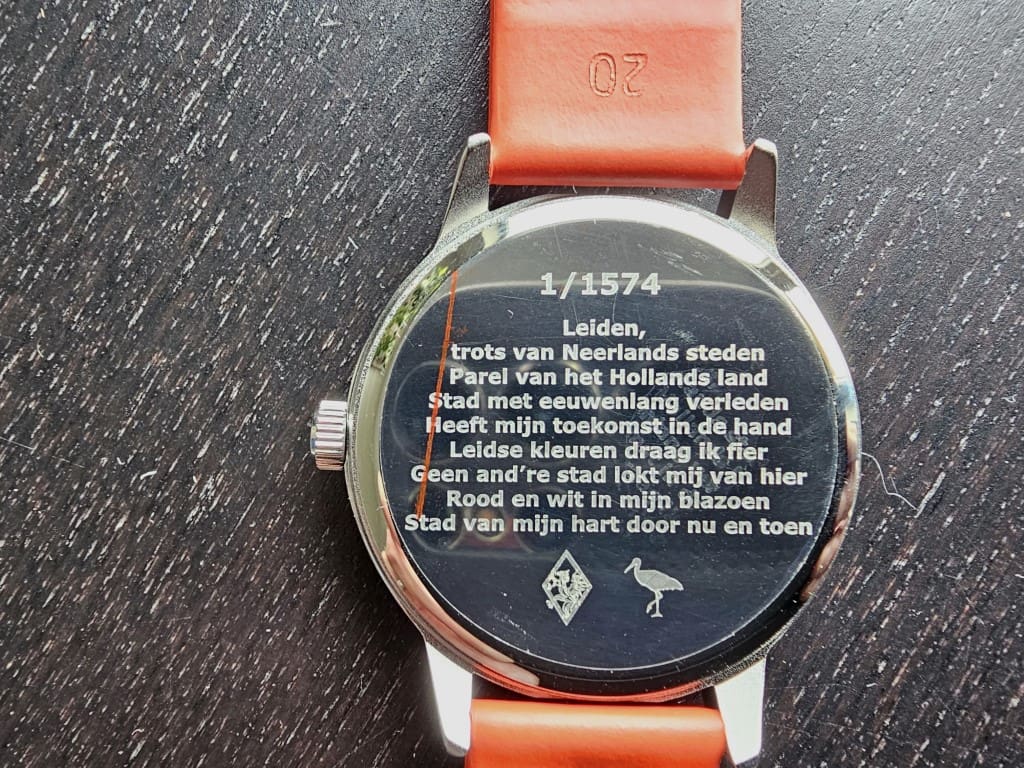 20
1/1574
Leiden,
trots van Neerlands steden
Parel van het Hollands land
Stad met eeuwenlang verleden
Heeft mijn toekomst in de hand
Leidse kleuren draag ik fier
Geen and're stad lokt mij van hier
Rood en wit in mijn blazoen
Stad van mijn hart door nu en toen